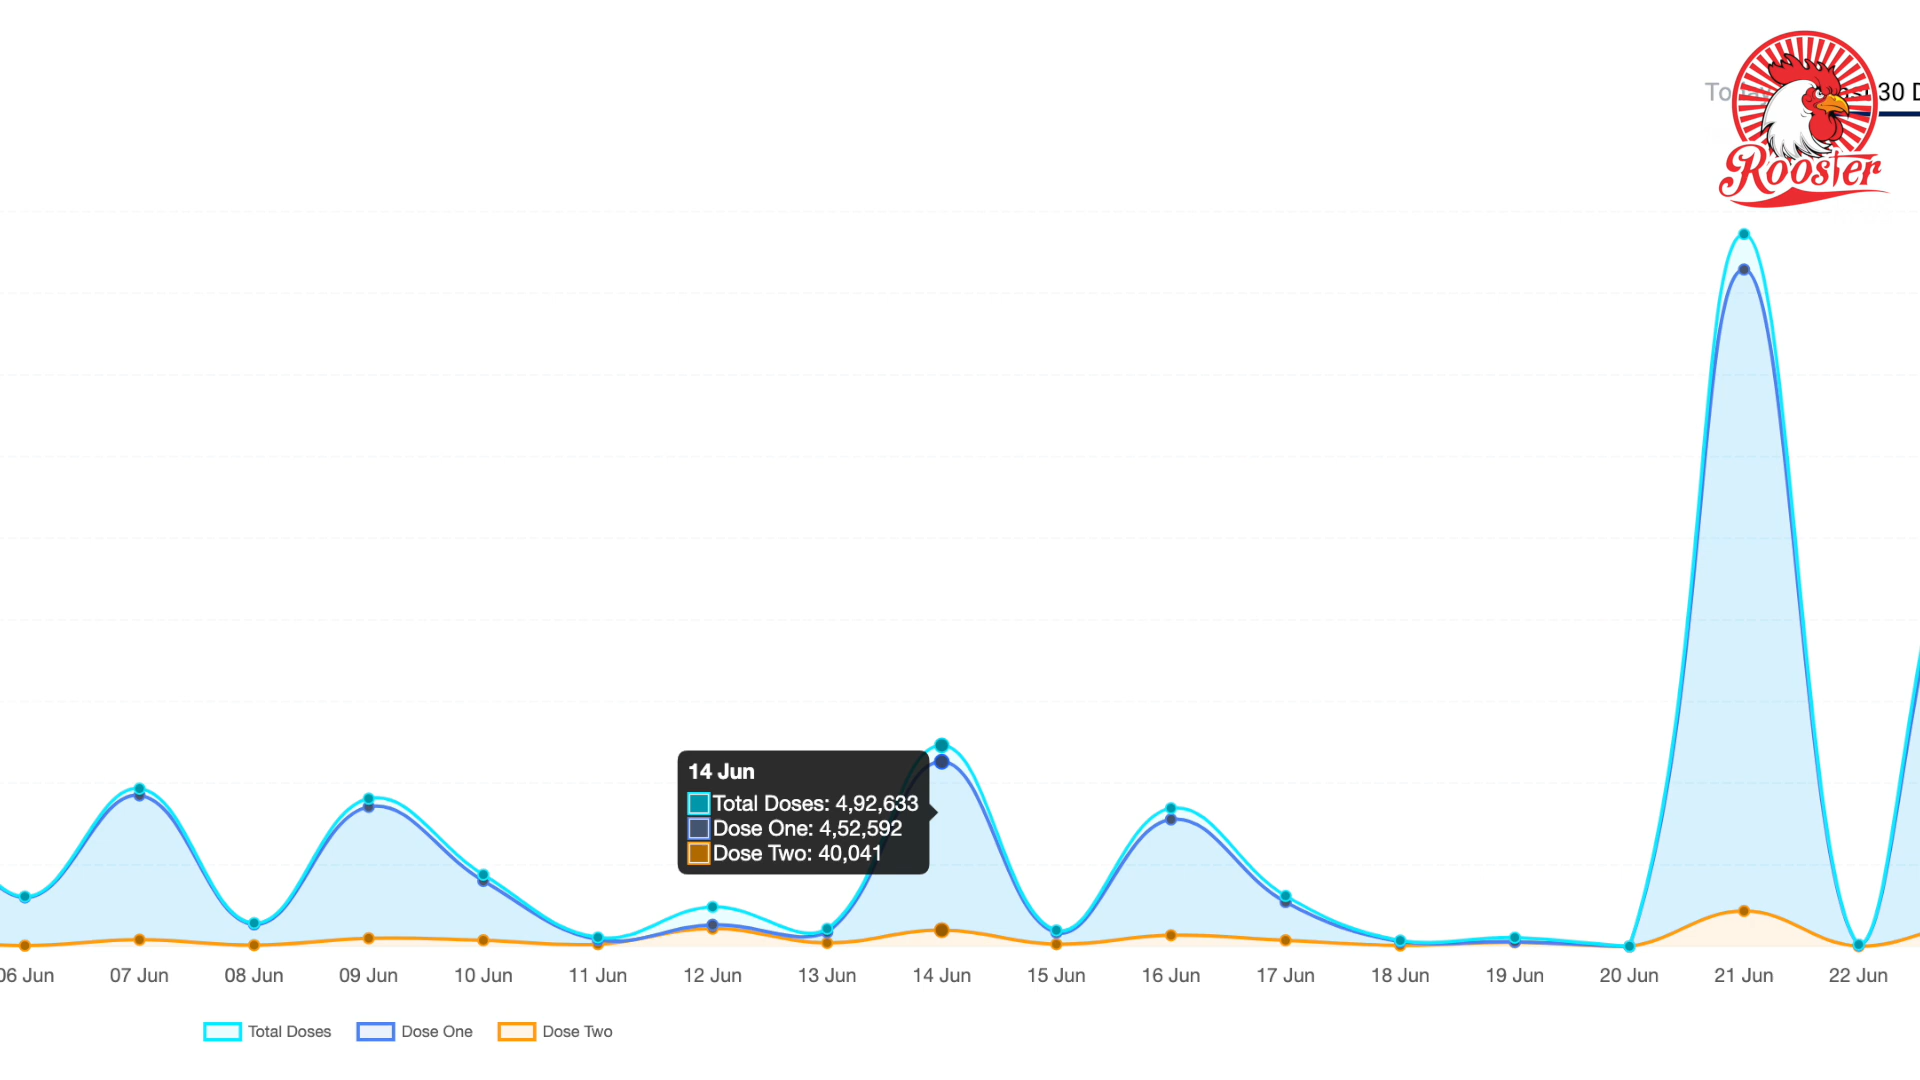 30 D
Rooster
14 Jun
Total Doses: 4,92,633
Dose One: 4,52,592
Dose Two: 40,041
06 Jun 07 Jun 08 Jun 09 Jun 10 Jun 11 Jun 12 Jun 13 Jun 14 Jun 15 Jun 16 Jun 17 Jun 18 Jun 19 Jun 20 Jun 21 Jun 22 Jun
Total Doses Dose One Dose Two